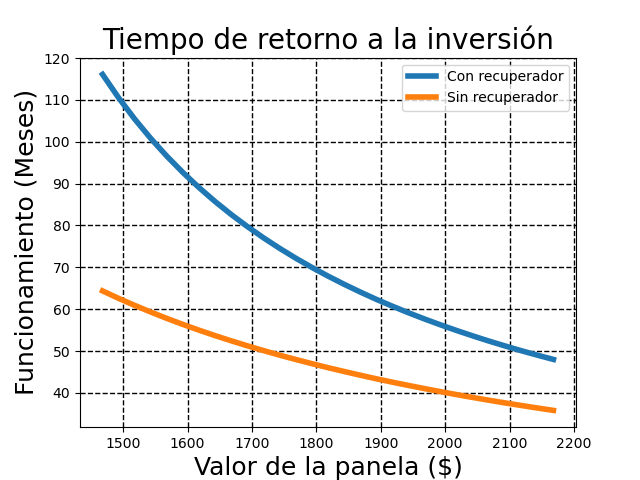 Tiempo de retorno a la inversión
Funcionamiento (Meses)
120
110
100
90
80
70
60
50
40
Con recuperador
Sin recuperador
1500 1600 1700 1800 1900 2000 2100 2200
Valor de la panela ($)